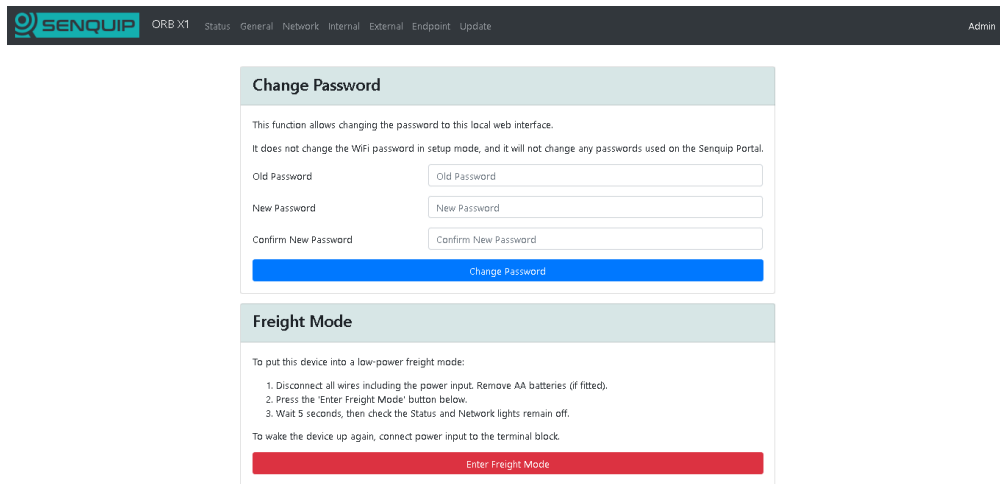 SENQUIP ORB X1 Status General Network Internal External Endpoint Update Admin
Change Password
This function allows changing the password to this local web interface.
It does not change the WiFi password in setup mode, and it will not change any passwords used on the Senquip Portal.
Old Password Old Password
New Password New Password
Confirm New Password Confirm New Password
Change Password
Freight Mode
To put this device into a low-power freight mode:
1. Disconnect all wires including the power input. Remove AA batteries (if fitted).
2. Press the 'Enter Freight Mode' button below.
3. Wait 5 seconds, then check the Status and Network lights remain off.
To wake the device up again, connect power input to the terminal block.
Enter Freight Mode